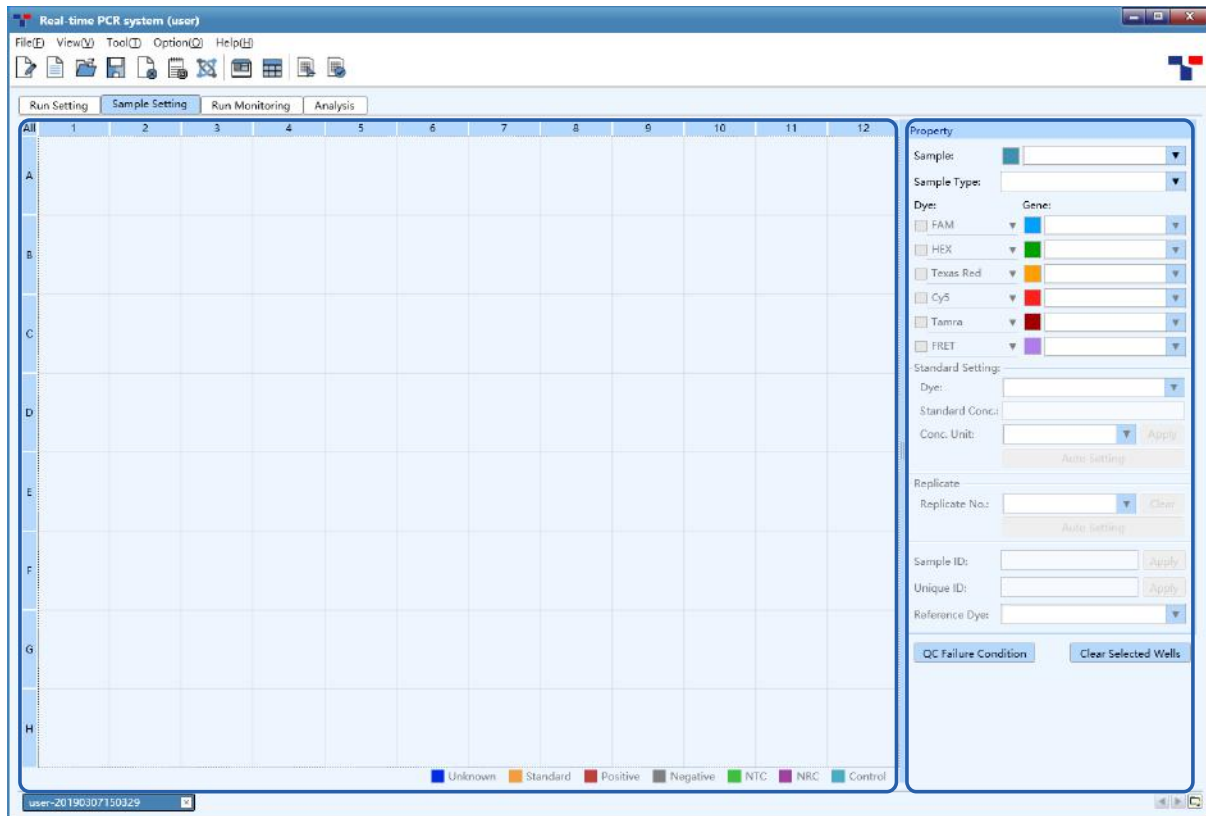 Real-time PCR system (user)
File(F) View(V) Tool(T) Option(O) Help(H)
Run Setting Sample Setting Run Monitoring Analysis
All 1 2 3 4 5 6 7 8 9 10 11 12
A
B
C
D
E
F
G
H
Unknown Standard Positive Negative NTC NRC Control
Property
Sample:
Sample Type:
Dye: Gene:
FAM
HEX
Texas Red
Cy5
Tamra
FRET
Standard Setting:
Dye:
Standard Conc.:
Conc. Unit: Apply
Auto Setting
Replicate
Replicate No.: Clear
Auto Setting
Sample ID: Apply
Unique ID: Apply
Reference Dye:
QC Failure Condition Clear Selected Wells
user-20190307150329